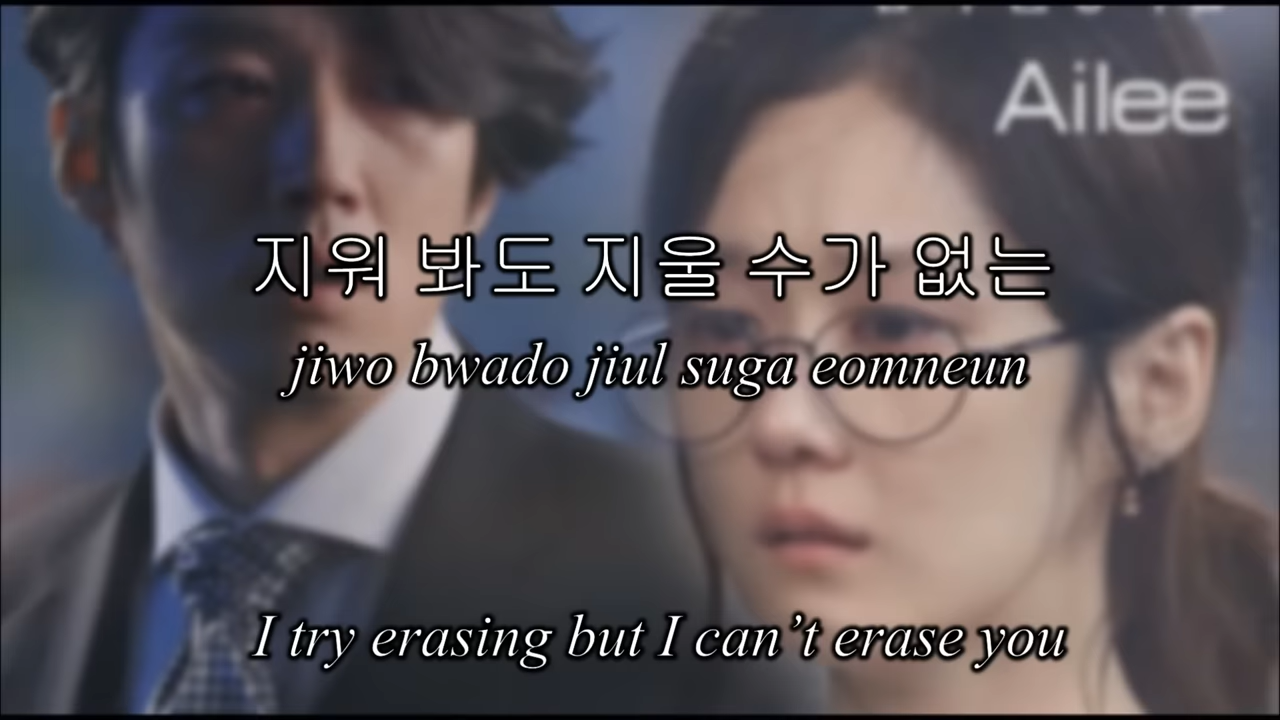 Ailee
지워 봐도 지울 수가 없는
jiwo bwado jiul suga eomneun
I try erasing but I can’t erase you